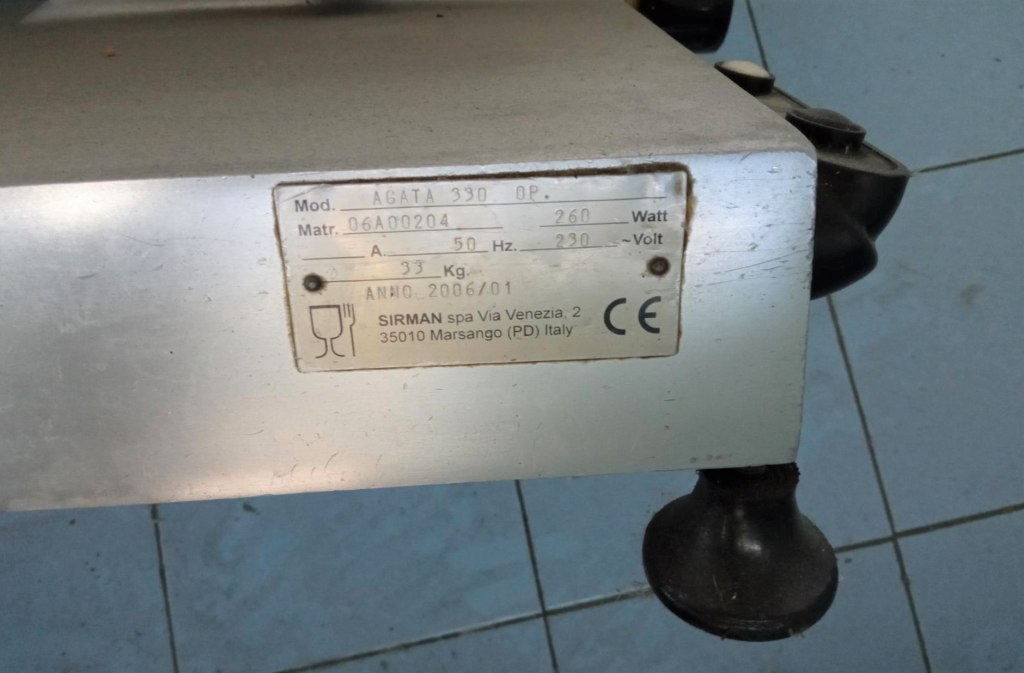 Mod. AGATA 330 OP.
Matr. 06A00204 260 Watt
A. 50 Hz. 230 ~Volt
33 Kg.
ANNO 2006/01
SIRMAN spa Via Venezia, 2
35010 Marsango (PD) Italy
CE